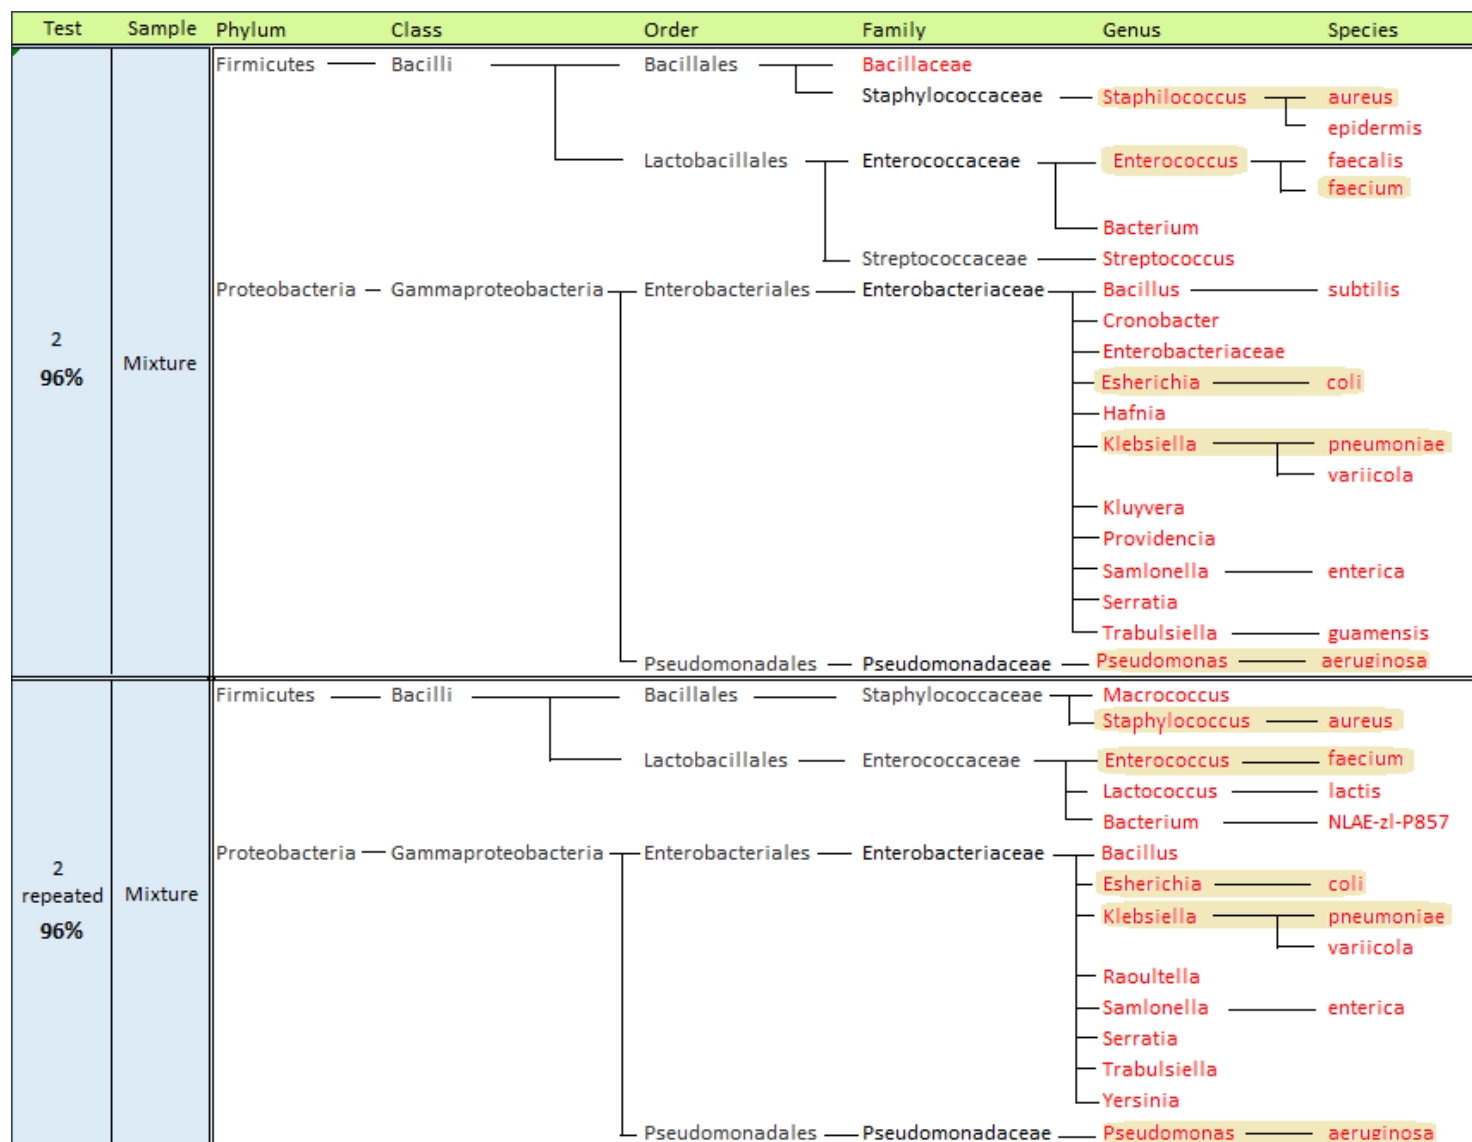 Test Sample Phylum Class Order Family Genus Species
Firmicutes Bacilli Bacillales Bacillaceae
Staphylococcaceae Staphilococcus aureus
epidermis
Lactobacillales Enterococcaceae Enterococcus faecalis
faecium
Bacterium
Streptococcaceae Streptococcus
Proteobacteria Gammaproteobacteria Enterobacteriales Enterobacteriaceae Bacillus subtilis
Cronobacter
2
Enterobacteriaceae
Mixture
96%
Esherichia coli
Hafnia
Klebsiella pneumoniae
variicola
Kluyvera
Providencia
Samlonella enterica
Serratia
Trabulsiella guamensis
Pseudomonadales Pseudomonadaceae Pseudomonas aeruginosa
Firmicutes Bacilli Bacillales Staphylococcaceae Macrococcus
Staphylococcus aureus
Lactobacillales Enterococcaceae Enterococcus faecium
Lactococcus lactis
Bacterium NLAE-zl-P857
Proteobacteria Gammaproteobacteria Enterobacteriales Enterobacteriaceae Bacillus
2
Esherichia coli
repeated Mixture
Klebsiella pneumoniae
96%
variicola
Raoultella
Samlonella enterica
Serratia
Trabulsiella
Yersinia
Pseudomonadales Pseudomonadaceae Pseudomonas aeruginosa